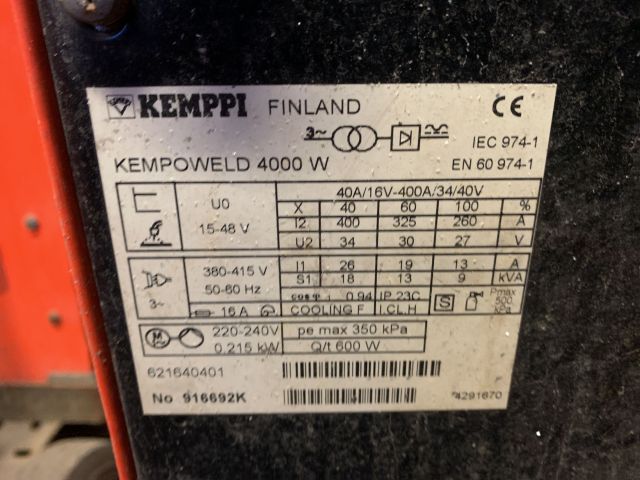 KEMPPI FINLAND CE
3~ IEC 974-1
KEMPOWELD 4000 W EN 60 974-1
40A/16V-400A/34/40V
U0 X 40 60 100 %
15-48 V I2 400 325 260 A
U2 34 30 27 V
380-415 V I1 26 19 13 A
50-60 Hz S1 18 13 9 kVA
3~ cos φ 0.94 IP 23C S Pmax 500 kPa
16 A COOLING F I.CL.H
M 220-240V pe max 350 kPa
0.215 kW Q/t 600 W
621640401
No 916692K 4291670